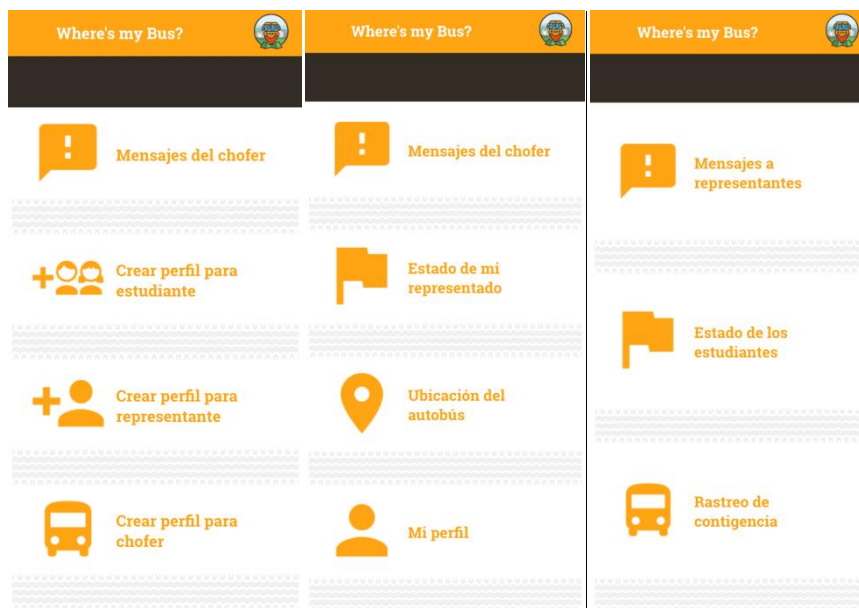 Where's my Bus?
Mensajes del chofer
Crear perfil para
estudiante
Crear perfil para
representante
Crear perfil para
chofer
Where's my Bus?
Mensajes del chofer
Estado de mi
representado
Ubicación del
autobús
Mi perfil
Where's my Bus?
Mensajes a
representantes
Estado de los
estudiantes
Rastreo de
contigencia